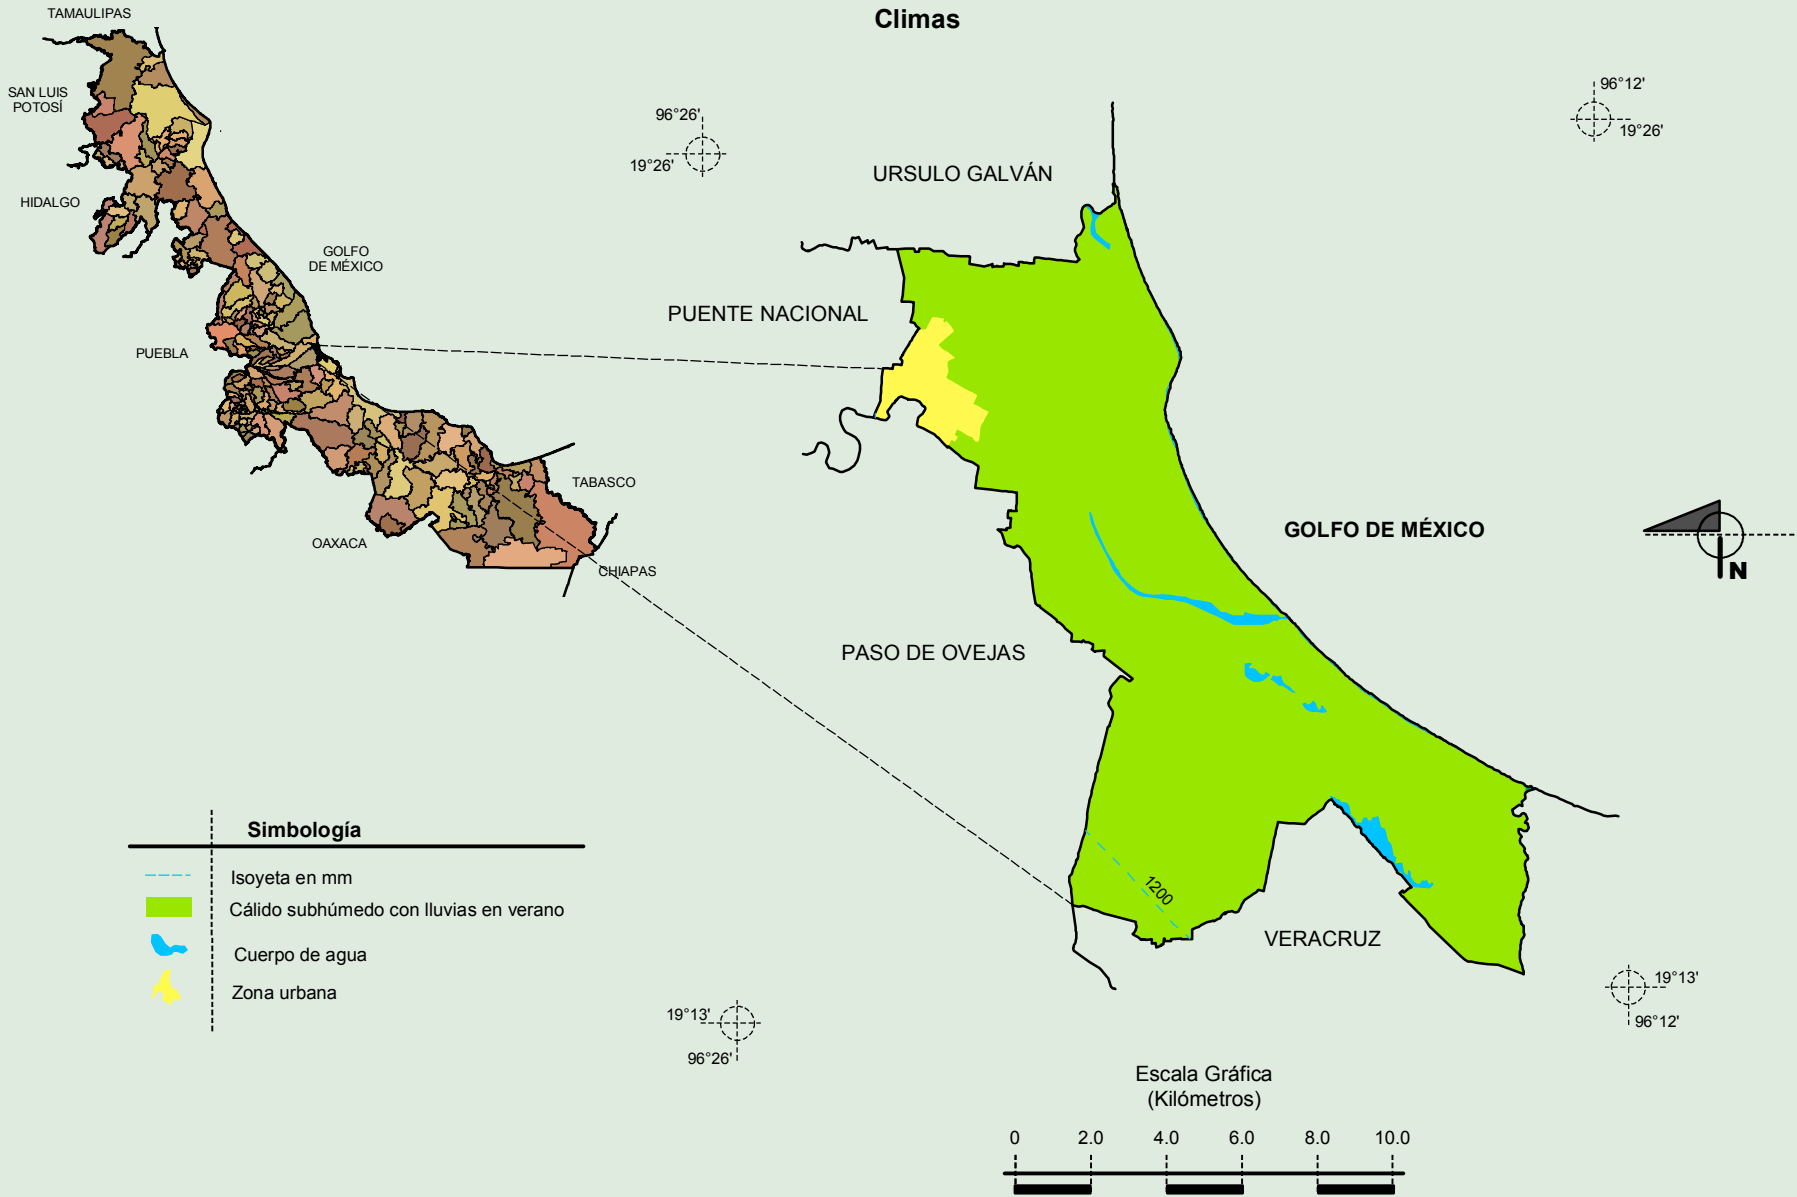 Climas
TAMAULIPAS
SAN LUIS
POTOSÍ
HIDALGO
GOLFO
DE MÉXICO
PUEBLA
OAXACA
TABASCO
CHIAPAS
96°26'
19°26'
96°12'
19°26'
URSULO GALVÁN
PUENTE NACIONAL
GOLFO DE MÉXICO
N
PASO DE OVEJAS
1200
VERACRUZ
Simbología
Isoyeta en mm
Cálido subhúmedo con lluvias en verano
Cuerpo de agua
Zona urbana
19°13'
96°26'
19°13'
96°12'
Escala Gráfica
(Kilómetros)
0 2.0 4.0 6.0 8.0 10.0